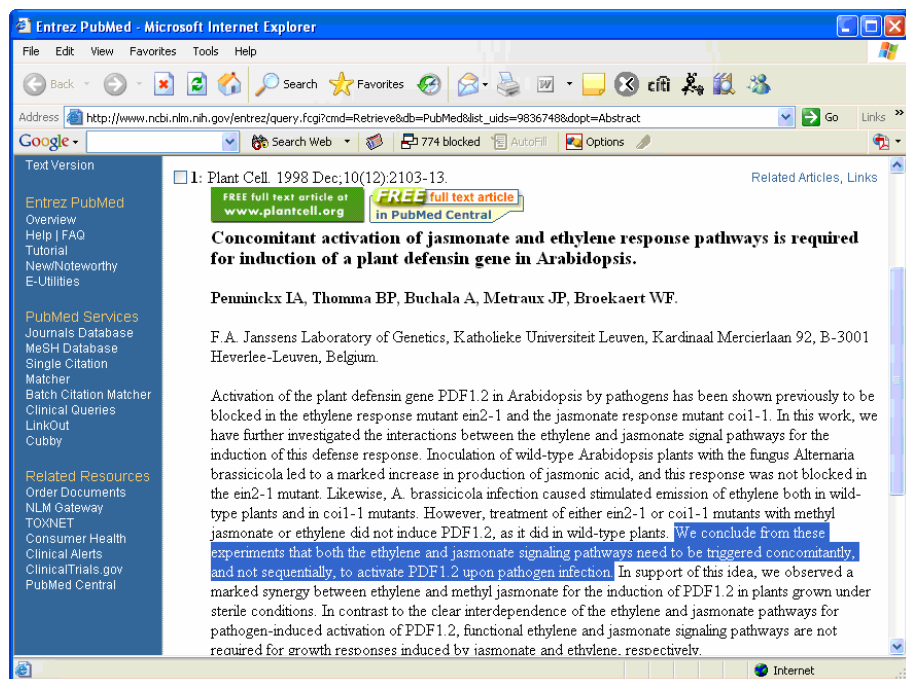 Entrez PubMed - Microsoft Internet Explorer
File Edit View Favorites Tools Help
Back Search Favorites W citi
Address http://www.ncbi.nlm.nih.gov/entrez/query.fcgi?cmd=Retrieve&db=PubMed&list_uids=9836748&dopt=Abstract Go Links »
Google Search Web 774 blocked AutoFill Options
Text Version
Entrez PubMed
Overview
Help | FAQ
Tutorial
New/Noteworthy
E-Utilities
PubMed Services
Journals Database
MeSH Database
Single Citation
Matcher
Batch Citation Matcher
Clinical Queries
LinkOut
Cubby
Related Resources
Order Documents
NLM Gateway
TOXNET
Consumer Health
Clinical Alerts
ClinicalTrials.gov
PubMed Central
1: Plant Cell. 1998 Dec;10(12):2103-13. Related Articles, Links
FREE full text article at
www.plantcell.org
FREE full text article
in PubMed Central
Concomitant activation of jasmonate and ethylene response pathways is required
for induction of a plant defensin gene in Arabidopsis.
Penninckx IA, Thomma BP, Buchala A, Metraux JP, Broekaert WF.
F.A. Janssens Laboratory of Genetics, Katholieke Universiteit Leuven, Kardinaal Mercierlaan 92, B-3001
Heverlee-Leuven, Belgium.
Activation of the plant defensin gene PDF1.2 in Arabidopsis by pathogens has been shown previously to be
blocked in the ethylene response mutant ein2-1 and the jasmonate response mutant coi1-1. In this work, we
have further investigated the interactions between the ethylene and jasmonate signal pathways for the
induction of this defense response. Inoculation of wild-type Arabidopsis plants with the fungus Alternaria
brassicicola led to a marked increase in production of jasmonic acid, and this response was not blocked in
the ein2-1 mutant. Likewise, A. brassicicola infection caused stimulated emission of ethylene both in wild-
type plants and in coi1-1 mutants. However, treatment of either ein2-1 or coi1-1 mutants with methyl
jasmonate or ethylene did not induce PDF1.2, as it did in wild-type plants. We conclude from these
experiments that both the ethylene and jasmonate signaling pathways need to be triggered concomitantly,
and not sequentially, to activate PDF1.2 upon pathogen infection. In support of this idea, we observed a
marked synergy between ethylene and methyl jasmonate for the induction of PDF1.2 in plants grown under
sterile conditions. In contrast to the clear interdependence of the ethylene and jasmonate pathways for
pathogen-induced activation of PDF1.2, functional ethylene and jasmonate signaling pathways are not
required for growth responses induced by jasmonate and ethylene, respectively.
Internet